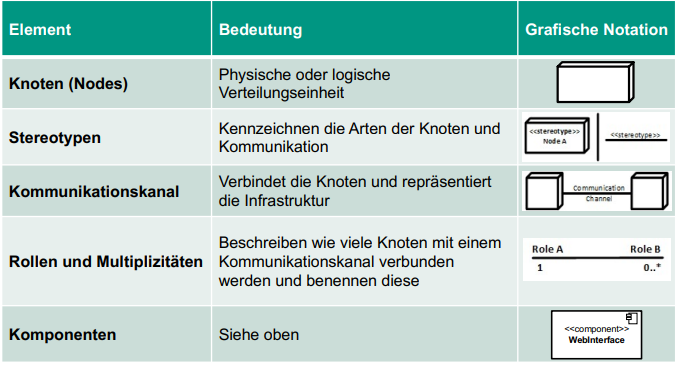 Element
Bedeutung
Grafische Notation
Knoten (Nodes)
Physische oder logische
Verteilungseinheit
Stereotypen
Kennzeichnen die Arten der Knoten und
Kommunikation
<<stereotype>>
Node A
<<stereotype>>
Kommunikationskanal
Verbindet die Knoten und repräsentiert
die Infrastruktur
Communication
Channel
Rollen und Multiplizitäten
Beschreiben wie viele Knoten mit einem
Kommunikationskanal verbunden
werden und benennen diese
Role A
Role B
1
0..*
Komponenten
Siehe oben
<<component>>
WebInterface